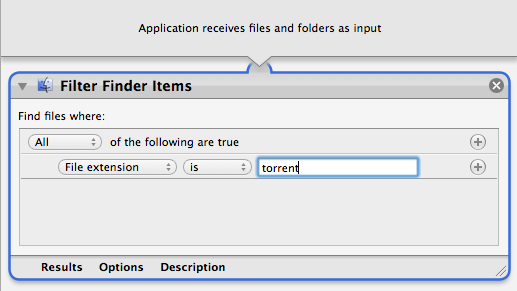 Application receives files and folders as input
Filter Finder Items
Find files where:
All of the following are true
File extension is torrent
Results Options Description